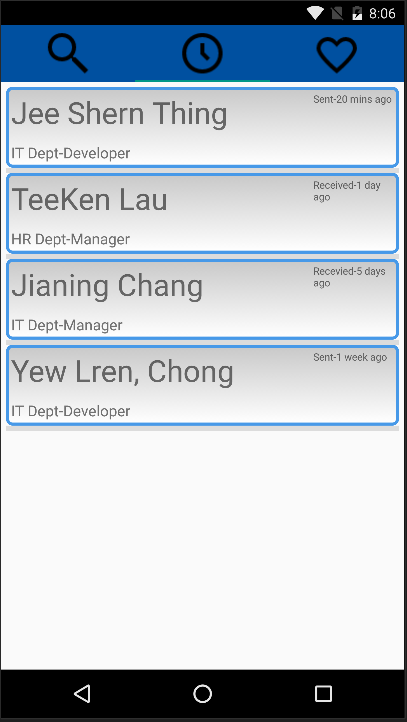 8:06
Jee Shern Thing
Sent-20 mins ago
IT Dept-Developer
TeeKen Lau
Received-1 day
ago
HR Dept-Manager
Jianing Chang
Recevied-5 days
ago
IT Dept-Manager
Yew Lren, Chong
Sent-1 week ago
IT Dept-Developer